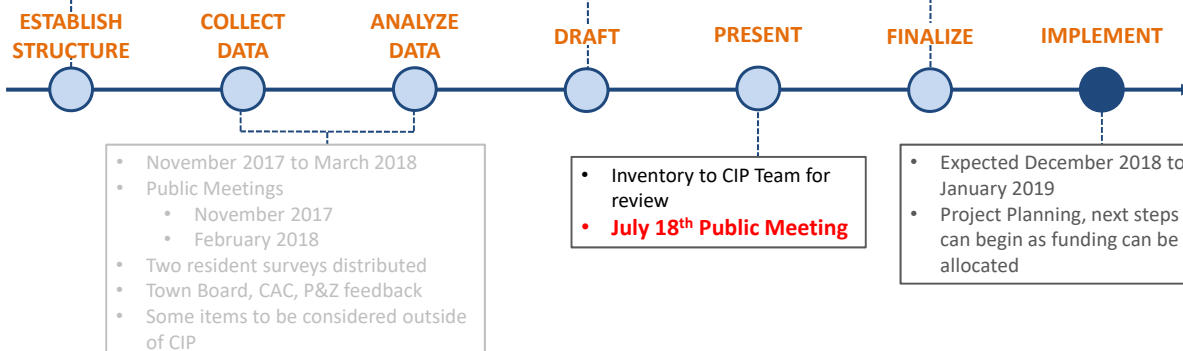 ESTABLISH
STRUCTURE
COLLECT
DATA
ANALYZE
DATA
DRAFT
PRESENT
FINALIZE
IMPLEMENT
• November 2017 to March 2018
• Public Meetings
• November 2017
• February 2018
• Two resident surveys distributed
• Town Board, CAC, P&Z feedback
• Some items to be considered outside
of CIP
• Inventory to CIP Team for
review
• July 18th Public Meeting
• Expected December 2018 to
January 2019
• Project Planning, next steps
can begin as funding can be
allocated